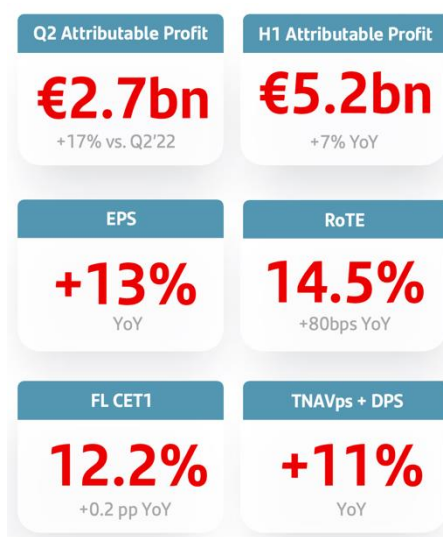 Q2 Attributable Profit
€2.7bn
+17% vs. Q2'22
H1 Attributable Profit
€5.2bn
+7% YoY
EPS
+13%
YoY
RoTE
14.5%
+80bps YoY
FL CET1
12.2%
+0.2 pp YoY
TNAVps + DPS
+11%
YoY